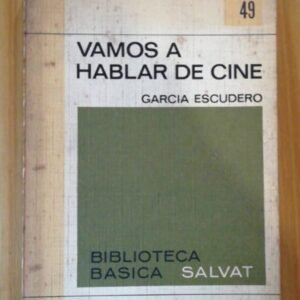 49
VAMOS A
HABLAR DE CINE
GARCIA ESCUDERO
BIBLIOTECA
BASICA SALVAT